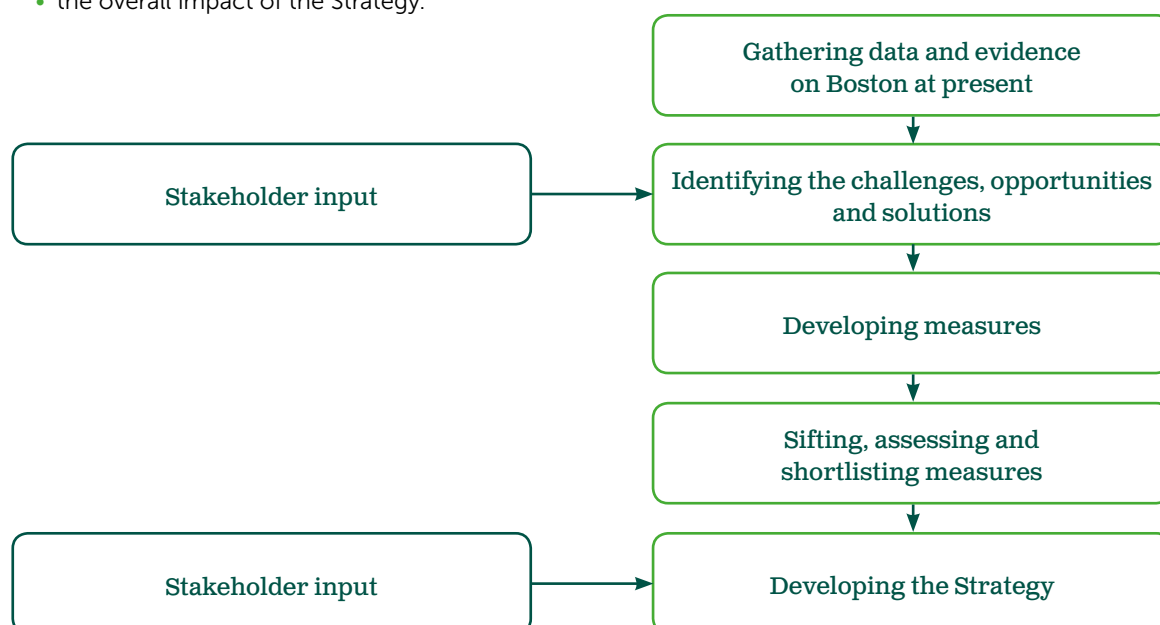 • the overall impact of the Strategy.
Gathering data and evidence
on Boston at present
Stakeholder input
Identifying the challenges, opportunities
and solutions
Developing measures
Sifting, assessing and
shortlisting measures
Stakeholder input
Developing the Strategy